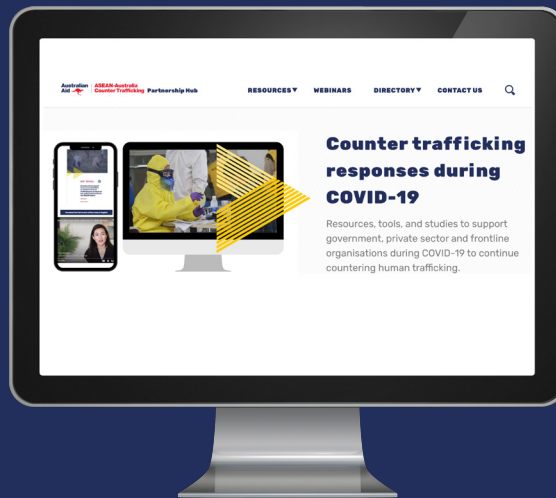 Australian
Aid
ASEAN-Australia
Counter Trafficking
Partnership Hub
RESOURCES▼
WEBINARS
DIRECTORY▼
CONTACT US
Counter trafficking
responses during
COVID-19
Resources, tools, and studies to support
government, private sector and frontline
organisations during COVID-19 to continue
countering human trafficking.